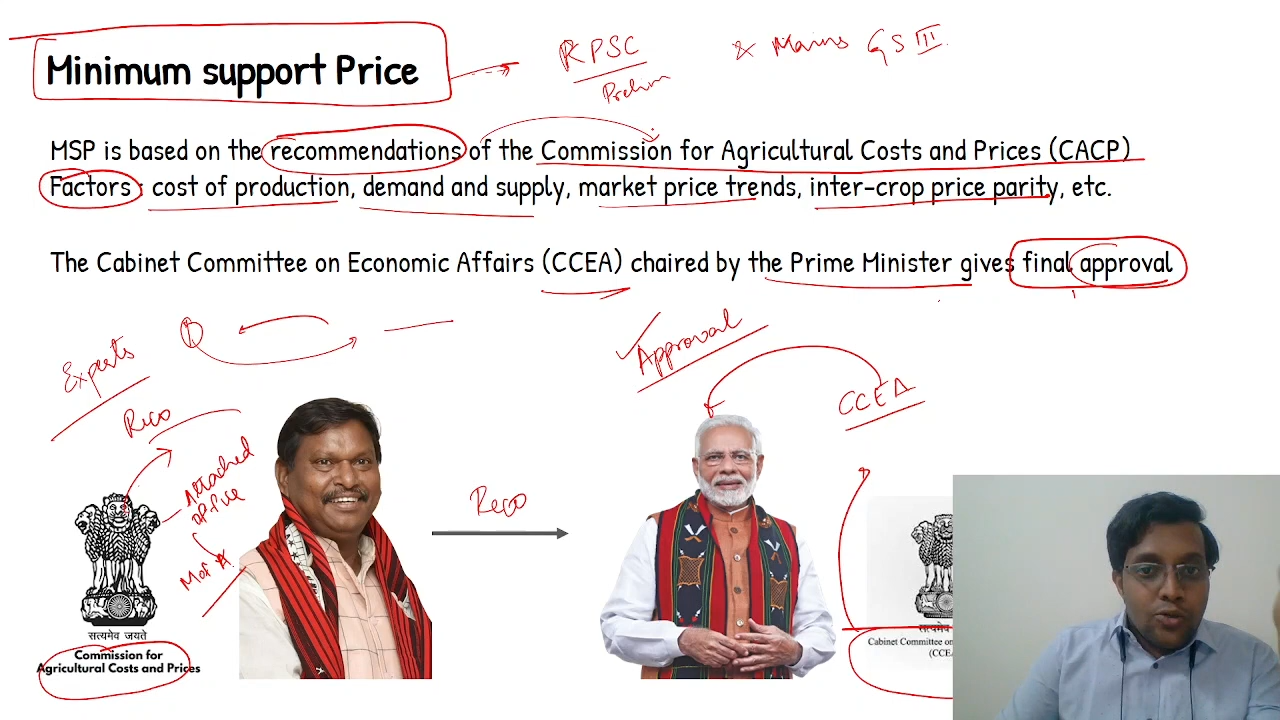 Minimum support Price
RPSC
Prelim
& Mains GS III
MSP is based on the recommendations of the Commission for Agricultural Costs and Prices (CACP)
Factors : cost of production, demand and supply, market price trends, inter-crop price parity, etc.
The Cabinet Committee on Economic Affairs (CCEA) chaired by the Prime Minister gives final approval
Experts
Reco
Attached
office
Reco
Approval
CCEA
सत्यमेव जयते
Commission for
Agricultural Costs and Prices
सत्यमेव
Cabinet Committee on
(CCEA)